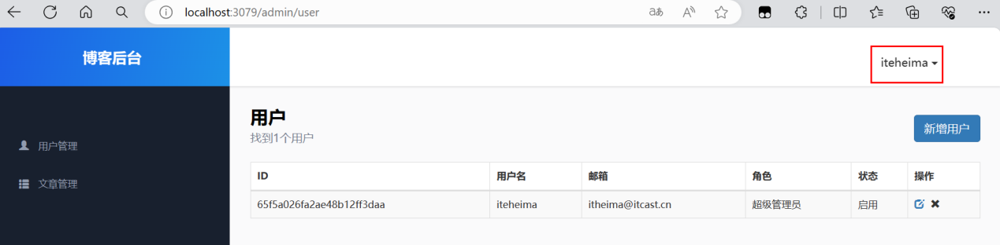 localhost:3079/admin/user
博客后台
iteheima
用户管理
文章管理
用户
找到1个用户
新增用户
ID 用户名 邮箱 角色 状态 操作
65f5a026fa2ae48b12ff3daa iteheima itheima@itcast.cn 超级管理员 启用